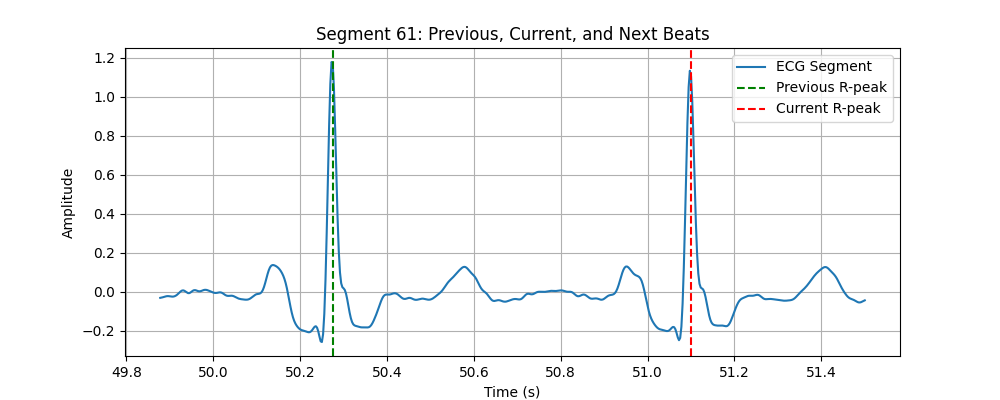 Segment 61: Previous, Current, and Next Beats
ECG Segment
Previous R-peak
Current R-peak
Amplitude
1.2
1.0
0.8
0.6
0.4
0.2
0.0
−0.2
49.8 50.0 50.2 50.4 50.6 50.8 51.0 51.2 51.4
Time (s)